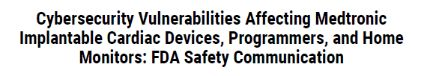 Cybersecurity Vulnerabilities Affecting Medtronic
Implantable Cardiac Devices, Programmers, and Home
Monitors: FDA Safety Communication